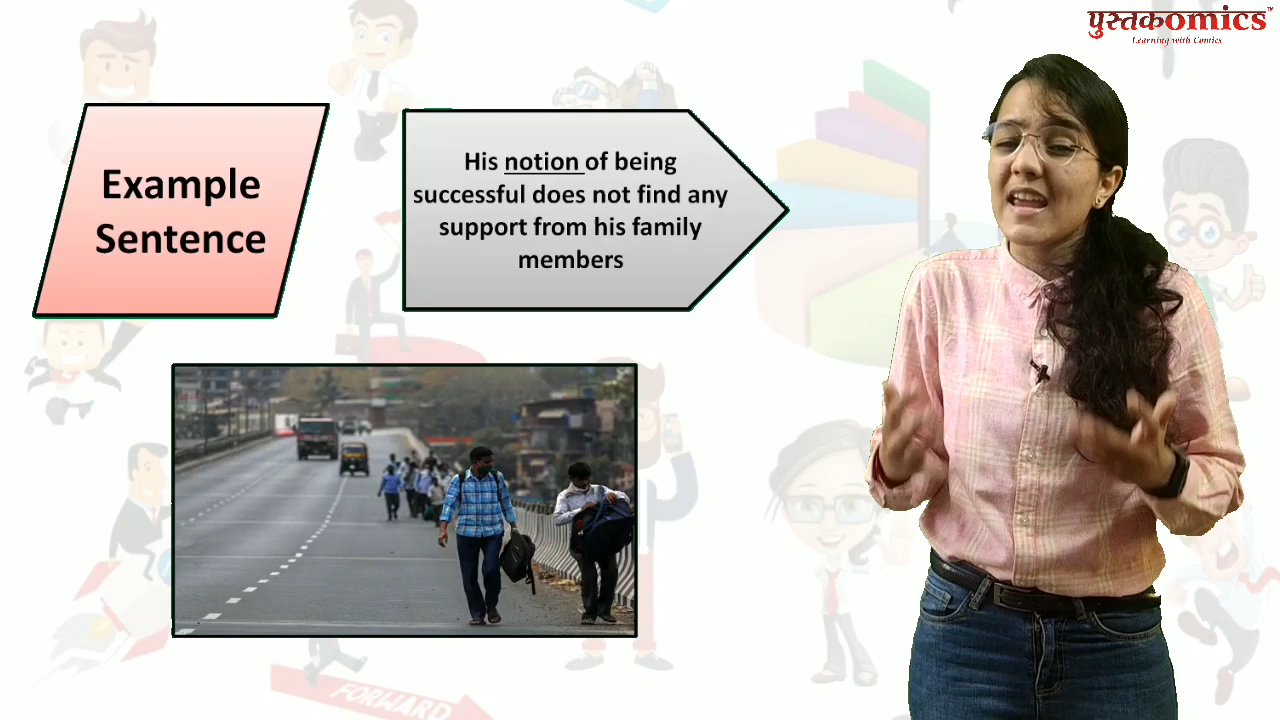 पुस्तकomics™
Learning with Comics
Example
Sentence
His notion of being
successful does not find any
support from his family
members
FORWARD